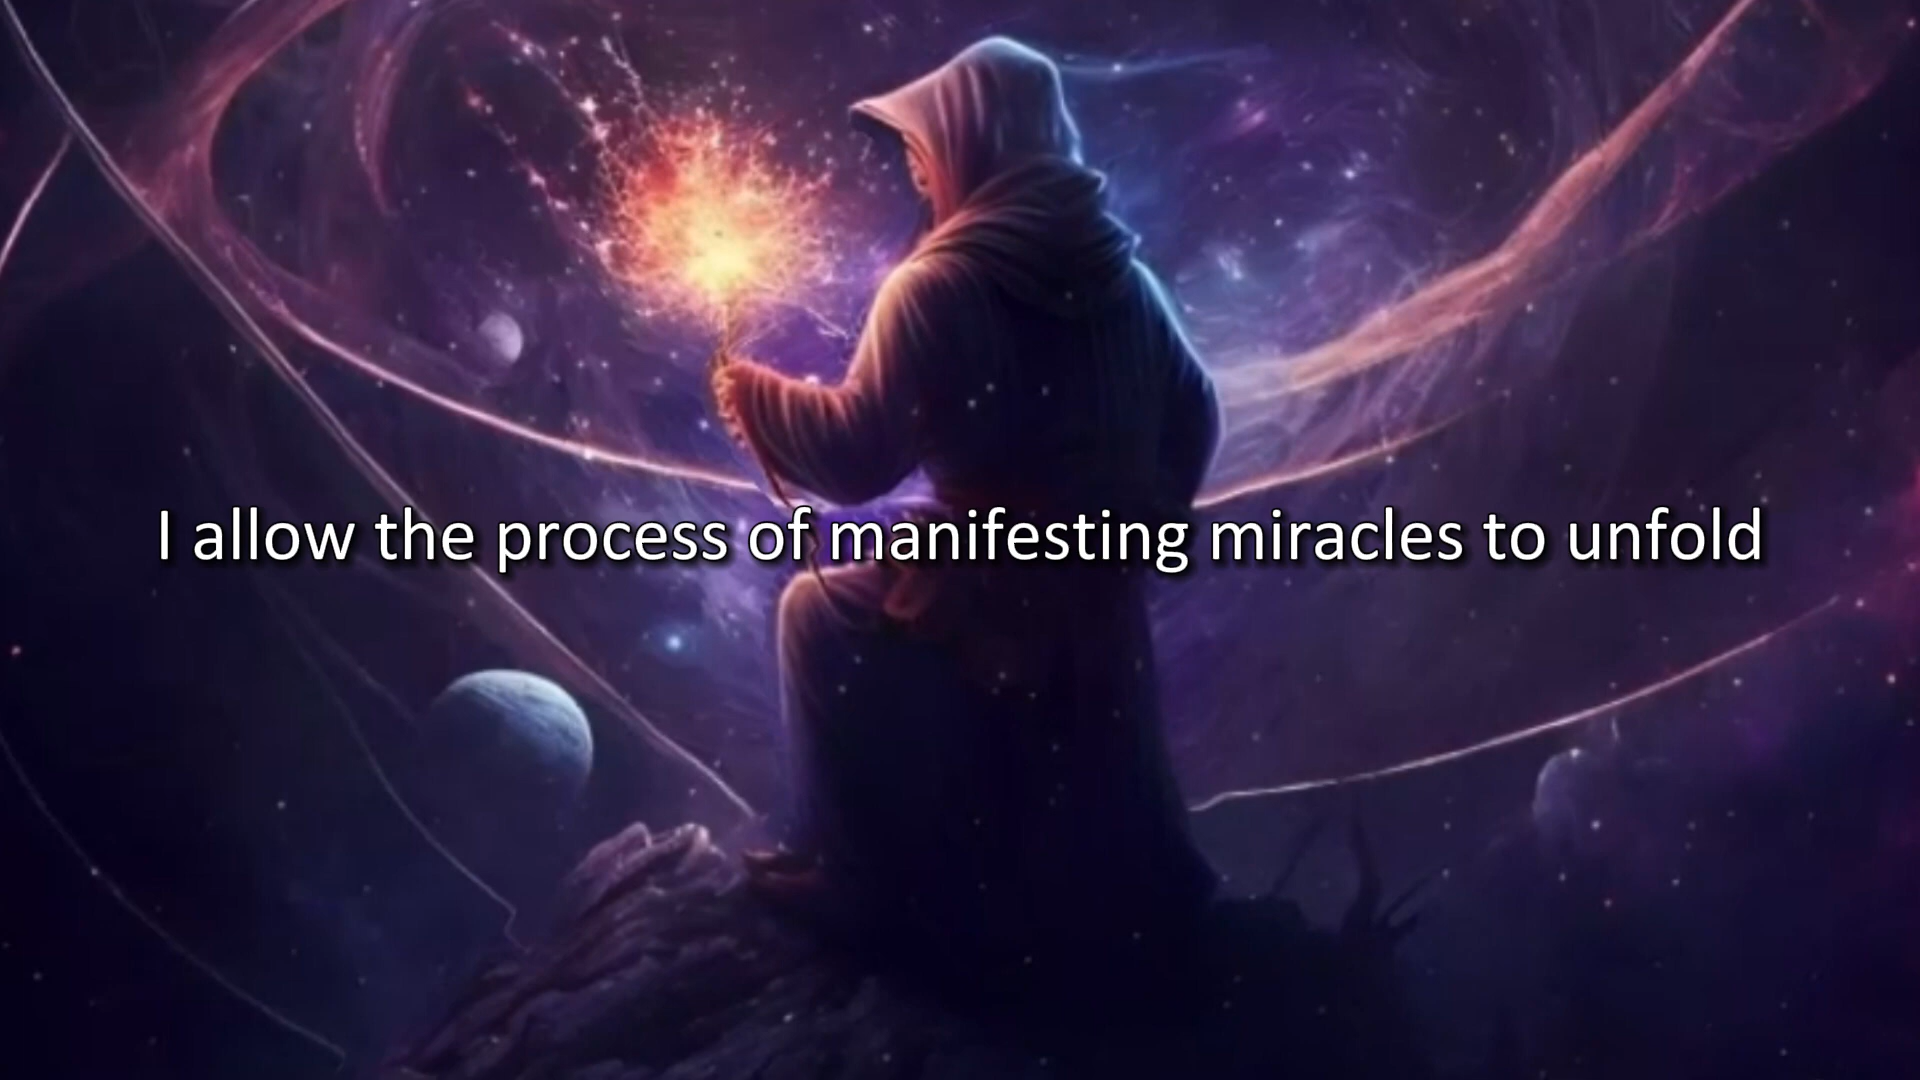 I allow the process of manifesting miracles to unfold